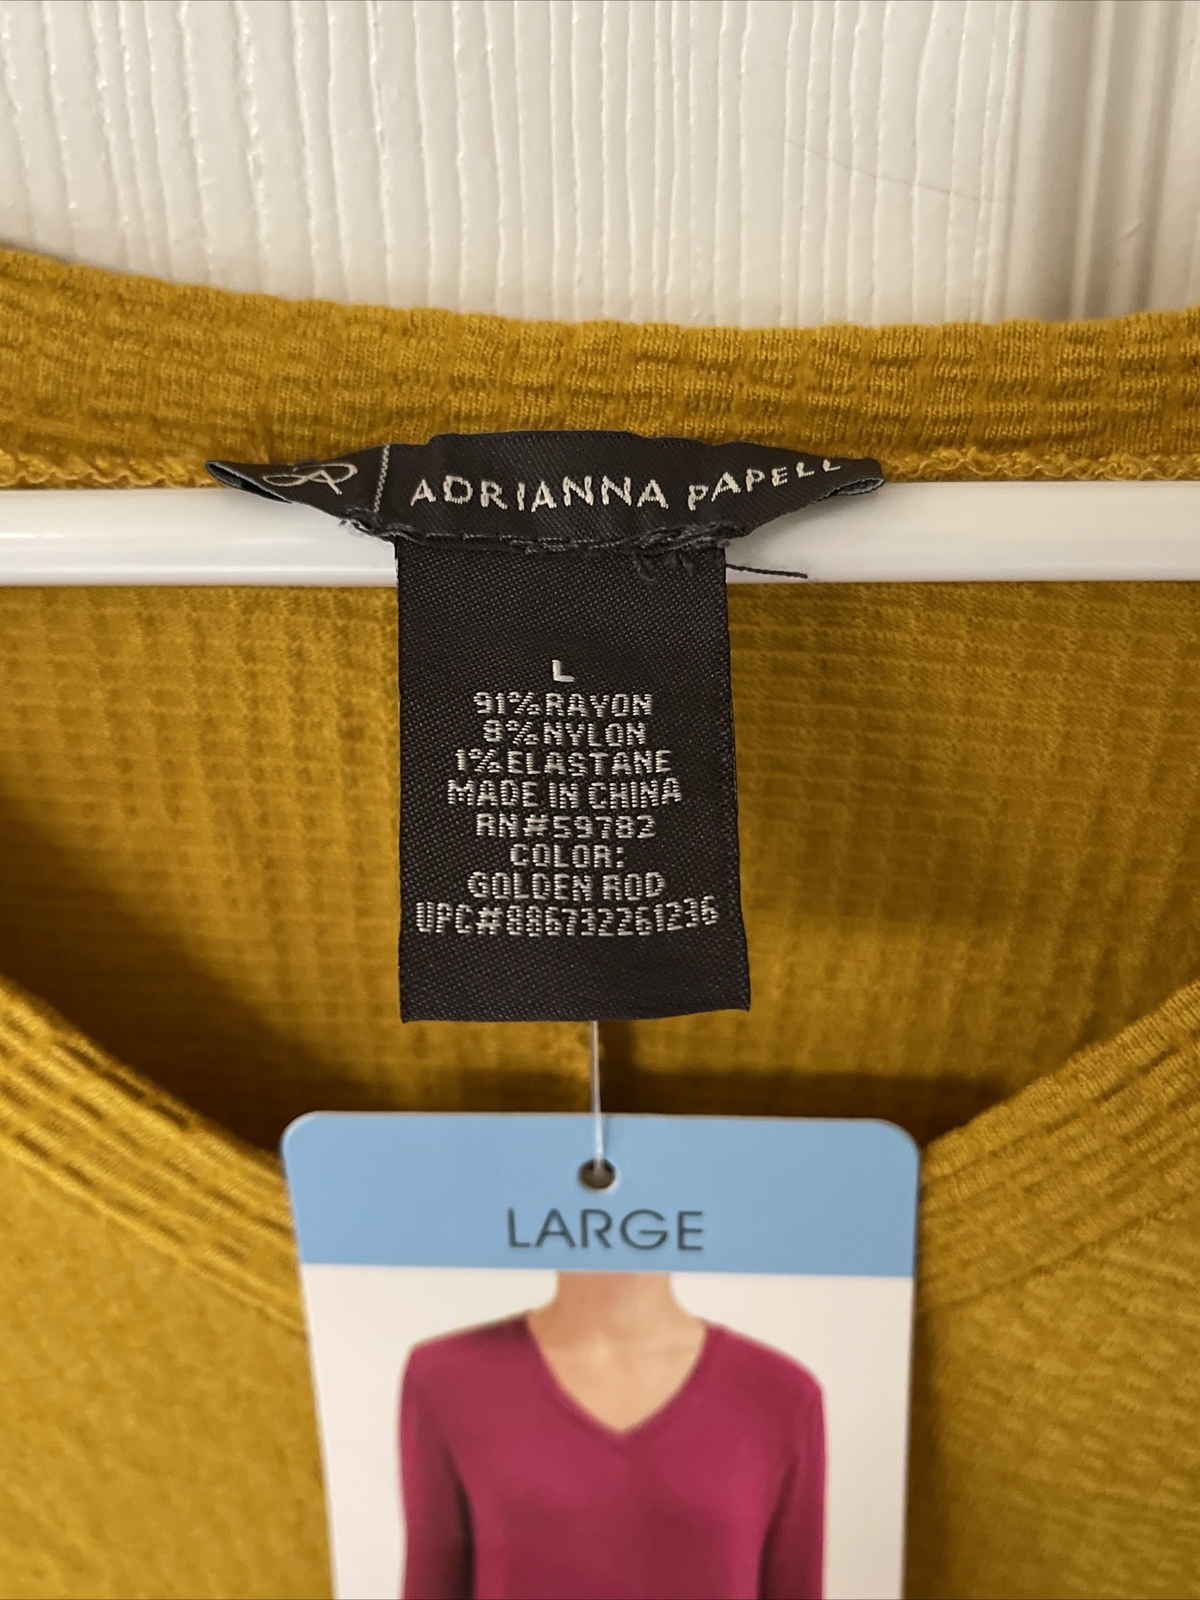 ADRIANNA PAPELL
L
91% RAYON
8% NYLON
1% ELASTANE
MADE IN CHINA
RN#59782
COLOR:
GOLDEN ROD
UPC#886732261236
LARGE